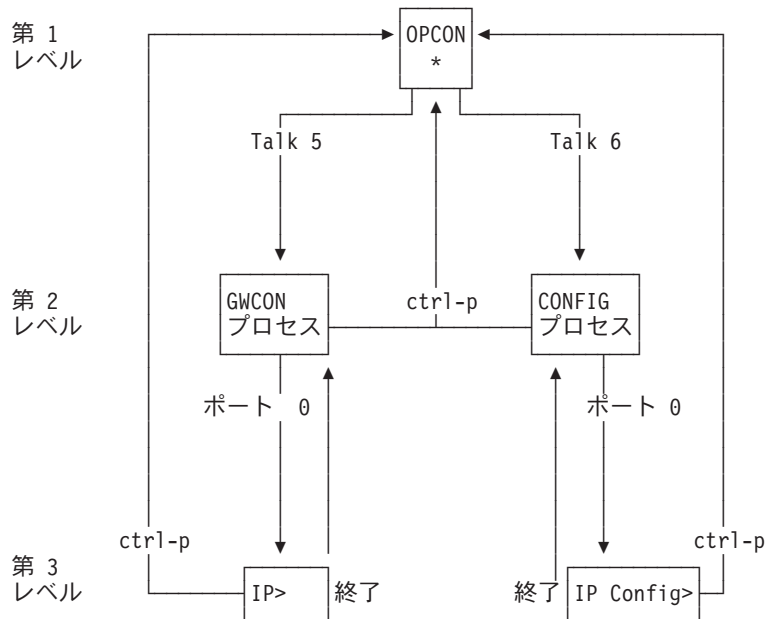 第 1
レベル
OPCON
*
Talk 5
Talk 6
第 2
レベル
GWCON
プロセス
ctrl-p
CONFIG
プロセス
ポート 0
ポート 0
ctrl-p
ctrl-p
第 3
レベル
IP>
終了
終了
IP Config>